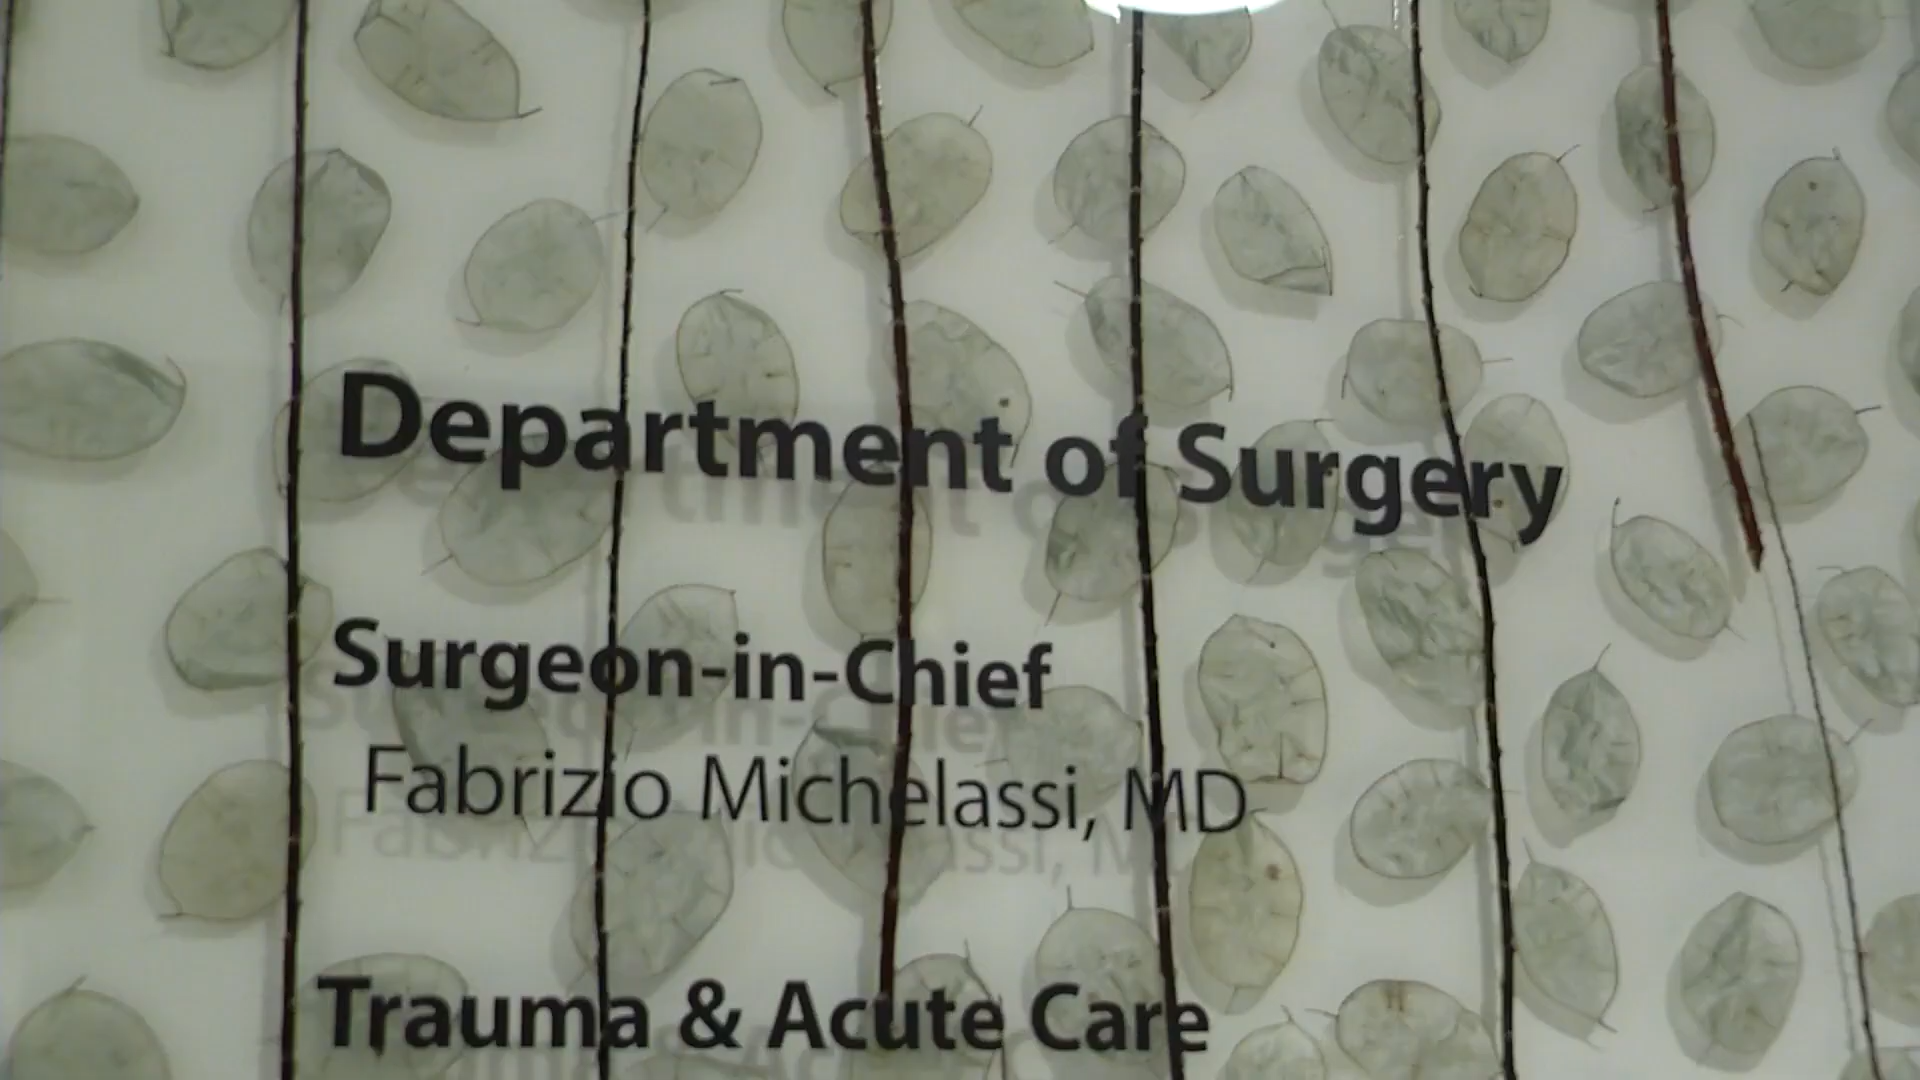 Department of Surgery
Surgeon-in-Chief
Fabrizio Michelassi, MD
Trauma & Acute Care